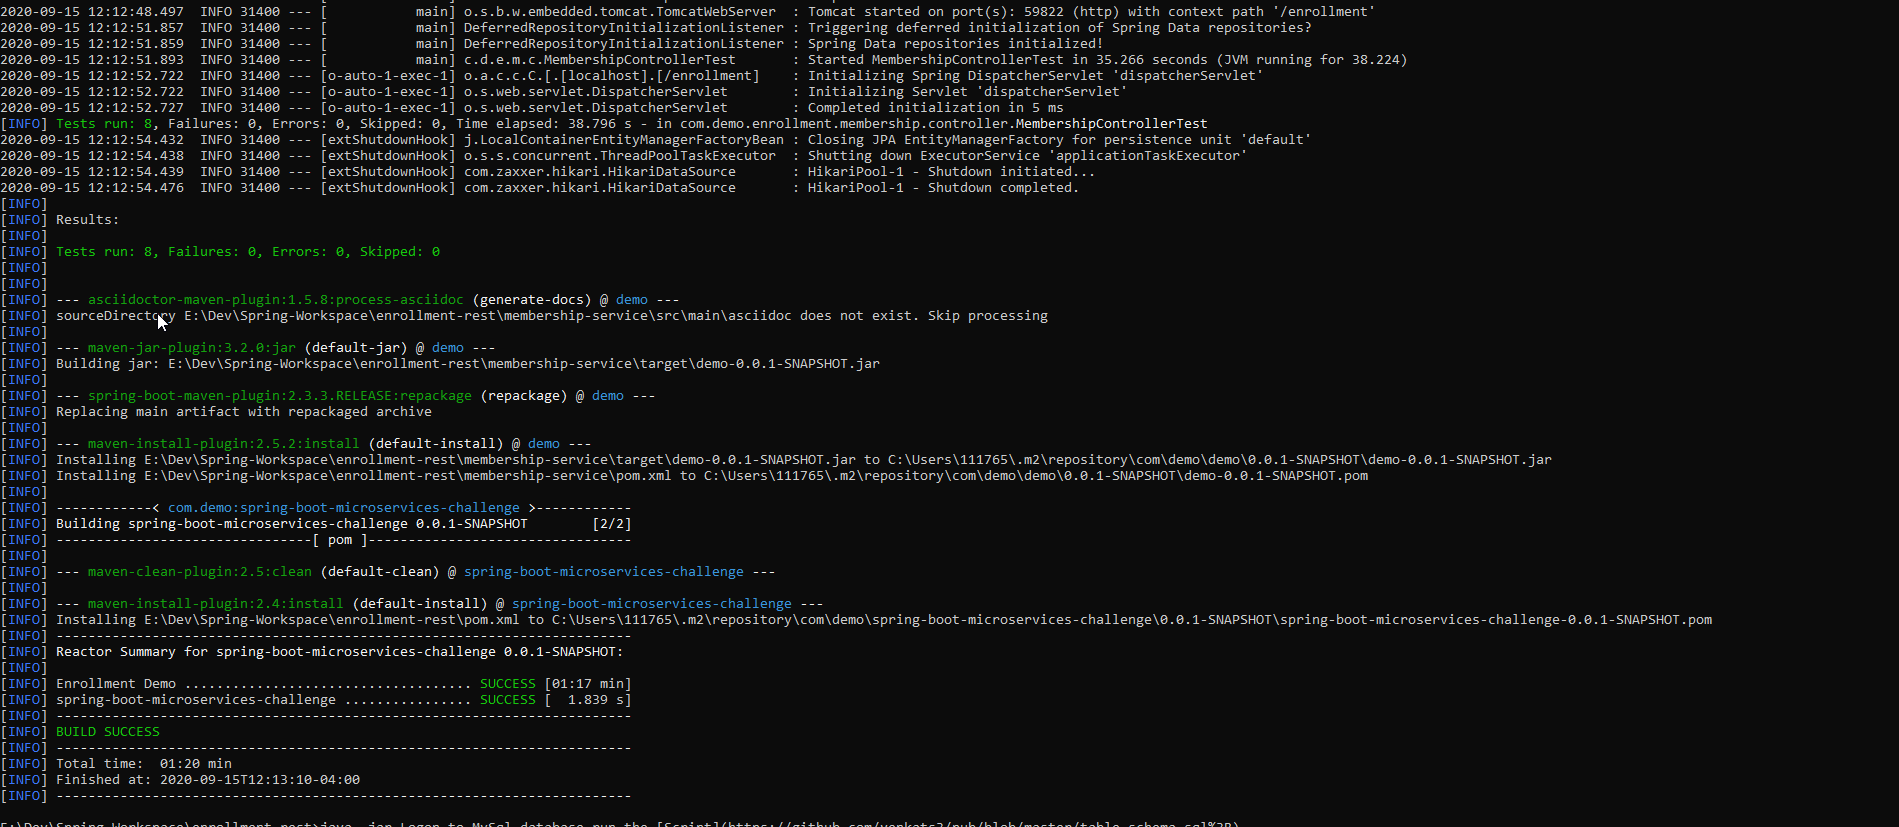 2020-09-15 12:12:48.497  INFO 31400 --- [           main] o.s.b.w.embedded.tomcat.TomcatWebServer  : Tomcat started on port(s): 59822 (http) with context path '/enrollment'
2020-09-15 12:12:51.857  INFO 31400 --- [           main] DeferredRepositoryInitializationListener : Triggering deferred initialization of Spring Data repositories?
2020-09-15 12:12:51.859  INFO 31400 --- [           main] DeferredRepositoryInitializationListener : Spring Data repositories initialized!
2020-09-15 12:12:51.893  INFO 31400 --- [           main] c.d.e.m.c.MembershipControllerTest       : Started MembershipControllerTest in 35.266 seconds (JVM running for 38.224)
2020-09-15 12:12:52.722  INFO 31400 --- [o-auto-1-exec-1] o.a.c.c.C.[.[localhost].[/enrollment]    : Initializing Spring DispatcherServlet 'dispatcherServlet'
2020-09-15 12:12:52.722  INFO 31400 --- [o-auto-1-exec-1] o.s.web.servlet.DispatcherServlet        : Initializing Servlet 'dispatcherServlet'
2020-09-15 12:12:52.727  INFO 31400 --- [o-auto-1-exec-1] o.s.web.servlet.DispatcherServlet        : Completed initialization in 5 ms
[INFO] Tests run: 8, Failures: 0, Errors: 0, Skipped: 0, Time elapsed: 38.796 s - in com.demo.enrollment.membership.controller.MembershipControllerTest
2020-09-15 12:12:54.432  INFO 31400 --- [extShutdownHook] j.LocalContainerEntityManagerFactoryBean : Closing JPA EntityManagerFactory for persistence unit 'default'
2020-09-15 12:12:54.438  INFO 31400 --- [extShutdownHook] o.s.s.concurrent.ThreadPoolTaskExecutor  : Shutting down ExecutorService 'applicationTaskExecutor'
2020-09-15 12:12:54.439  INFO 31400 --- [extShutdownHook] com.zaxxer.hikari.HikariDataSource       : HikariPool-1 - Shutdown initiated...
2020-09-15 12:12:54.476  INFO 31400 --- [extShutdownHook] com.zaxxer.hikari.HikariDataSource       : HikariPool-1 - Shutdown completed.
[INFO]
[INFO] Results:
[INFO]
[INFO] Tests run: 8, Failures: 0, Errors: 0, Skipped: 0
[INFO]
[INFO]
[INFO] --- asciidoctor-maven-plugin:1.5.8:process-asciidoc (generate-docs) @ demo ---
[INFO] sourceDirectory E:\Dev\Spring-Workspace\enrollment-rest\membership-service\src\main\asciidoc does not exist. Skip processing
[INFO]
[INFO] --- maven-jar-plugin:3.2.0:jar (default-jar) @ demo ---
[INFO] Building jar: E:\Dev\Spring-Workspace\enrollment-rest\membership-service\target\demo-0.0.1-SNAPSHOT.jar
[INFO]
[INFO] --- spring-boot-maven-plugin:2.3.3.RELEASE:repackage (repackage) @ demo ---
[INFO] Replacing main artifact with repackaged archive
[INFO]
[INFO] --- maven-install-plugin:2.5.2:install (default-install) @ demo ---
[INFO] Installing E:\Dev\Spring-Workspace\enrollment-rest\membership-service\target\demo-0.0.1-SNAPSHOT.jar to C:\Users\111765\.m2\repository\com\demo\demo\0.0.1-SNAPSHOT\demo-0.0.1-SNAPSHOT.jar
[INFO] Installing E:\Dev\Spring-Workspace\enrollment-rest\membership-service\pom.xml to C:\Users\111765\.m2\repository\com\demo\demo\0.0.1-SNAPSHOT\demo-0.0.1-SNAPSHOT.pom
[INFO]
[INFO] ------------< com.demo:spring-boot-microservices-challenge >------------
[INFO] Building spring-boot-microservices-challenge 0.0.1-SNAPSHOT        [2/2]
[INFO] --------------------------------[ pom ]---------------------------------
[INFO]
[INFO] --- maven-clean-plugin:2.5:clean (default-clean) @ spring-boot-microservices-challenge ---
[INFO]
[INFO] --- maven-install-plugin:2.4:install (default-install) @ spring-boot-microservices-challenge ---
[INFO] Installing E:\Dev\Spring-Workspace\enrollment-rest\pom.xml to C:\Users\111765\.m2\repository\com\demo\spring-boot-microservices-challenge\0.0.1-SNAPSHOT\spring-boot-microservices-challenge-0.0.1-SNAPSHOT.pom
[INFO] ------------------------------------------------------------------------
[INFO] Reactor Summary for spring-boot-microservices-challenge 0.0.1-SNAPSHOT:
[INFO]
[INFO] Enrollment Demo .................................... SUCCESS [01:17 min]
[INFO] spring-boot-microservices-challenge ................ SUCCESS [  1.839 s]
[INFO] ------------------------------------------------------------------------
[INFO] BUILD SUCCESS
[INFO] ------------------------------------------------------------------------
[INFO] Total time:  01:20 min
[INFO] Finished at: 2020-09-15T12:13:10-04:00
[INFO] ------------------------------------------------------------------------
E:\Dev\Spring-Workspace\enrollment-rest>java -jar Logon to MySql database run the